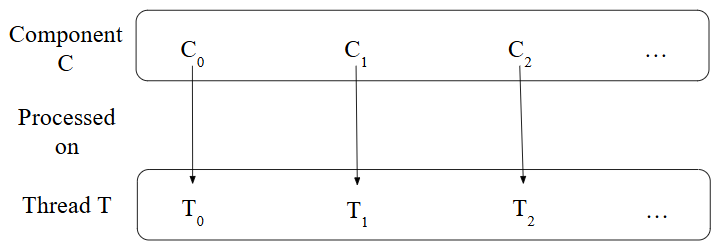 Component
C
C₀ C₁ C₂ …
Processed
on
Thread T
T₀ T₁ T₂ …